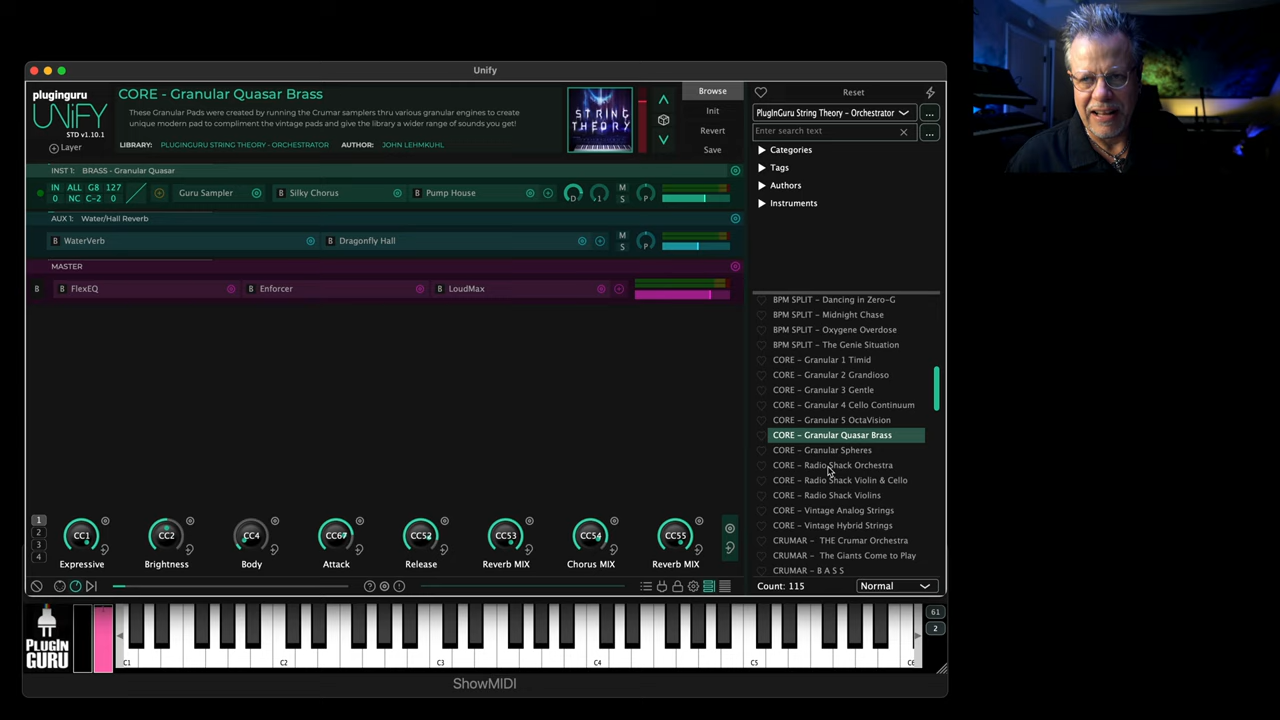 Unify
pluginguru
UNiFY
STD v1.10.1
Layer
CORE - Granular Quasar Brass
These Granular Pads were created by running the Crumar samplers thru various granular engines to create
unique modern pad to compliment the vintage pads and give the library a wider range of sounds you get!
LIBRARY: PLUGINGURU STRING THEORY - ORCHESTRATOR AUTHOR: JOHN LEHMKUHL
STRING
THEORY
Browse
Init
Revert
Save
INST 1: BRASS - Granular Quasar
IN ALL G8 127
0 NC C-2 0
Guru Sampler
B Silky Chorus
B Pump House
D
1
M
S
P
AUX 1: Water/Hall Reverb
B WaterVerb
B Dragonfly Hall
M
S
P
MASTER
B
B FlexEQ
B Enforcer
B LoudMax
Reset
PlugInGuru String Theory - Orchestrator
...
Enter search text
...
Categories
Tags
Authors
Instruments
BPM SPLIT - Dancing in Zero-G
BPM SPLIT - Midnight Chase
BPM SPLIT - Oxygene Overdose
BPM SPLIT - The Genie Situation
CORE - Granular 1 Timid
CORE - Granular 2 Grandioso
CORE - Granular 3 Gentle
CORE - Granular 4 Cello Continuum
CORE - Granular 5 OctaVision
CORE - Granular Quasar Brass
CORE - Granular Spheres
CORE - Radio Shack Orchestra
CORE - Radio Shack Violin & Cello
CORE - Radio Shack Violins
CORE - Vintage Analog Strings
CORE - Vintage Hybrid Strings
CRUMAR - THE Crumar Orchestra
CRUMAR - The Giants Come to Play
CRUMAR - B A S S
Count: 115
Normal
1
2
3
4
CC1
CC2
CC4
CC67
CC52
CC53
CC54
CC55
Expressive
Brightness
Body
Attack
Release
Reverb MIX
Chorus MIX
Reverb MIX
PLUGIN
GURU
1
C1
C2
C3
C4
C5
C6
61
2
ShowMIDI